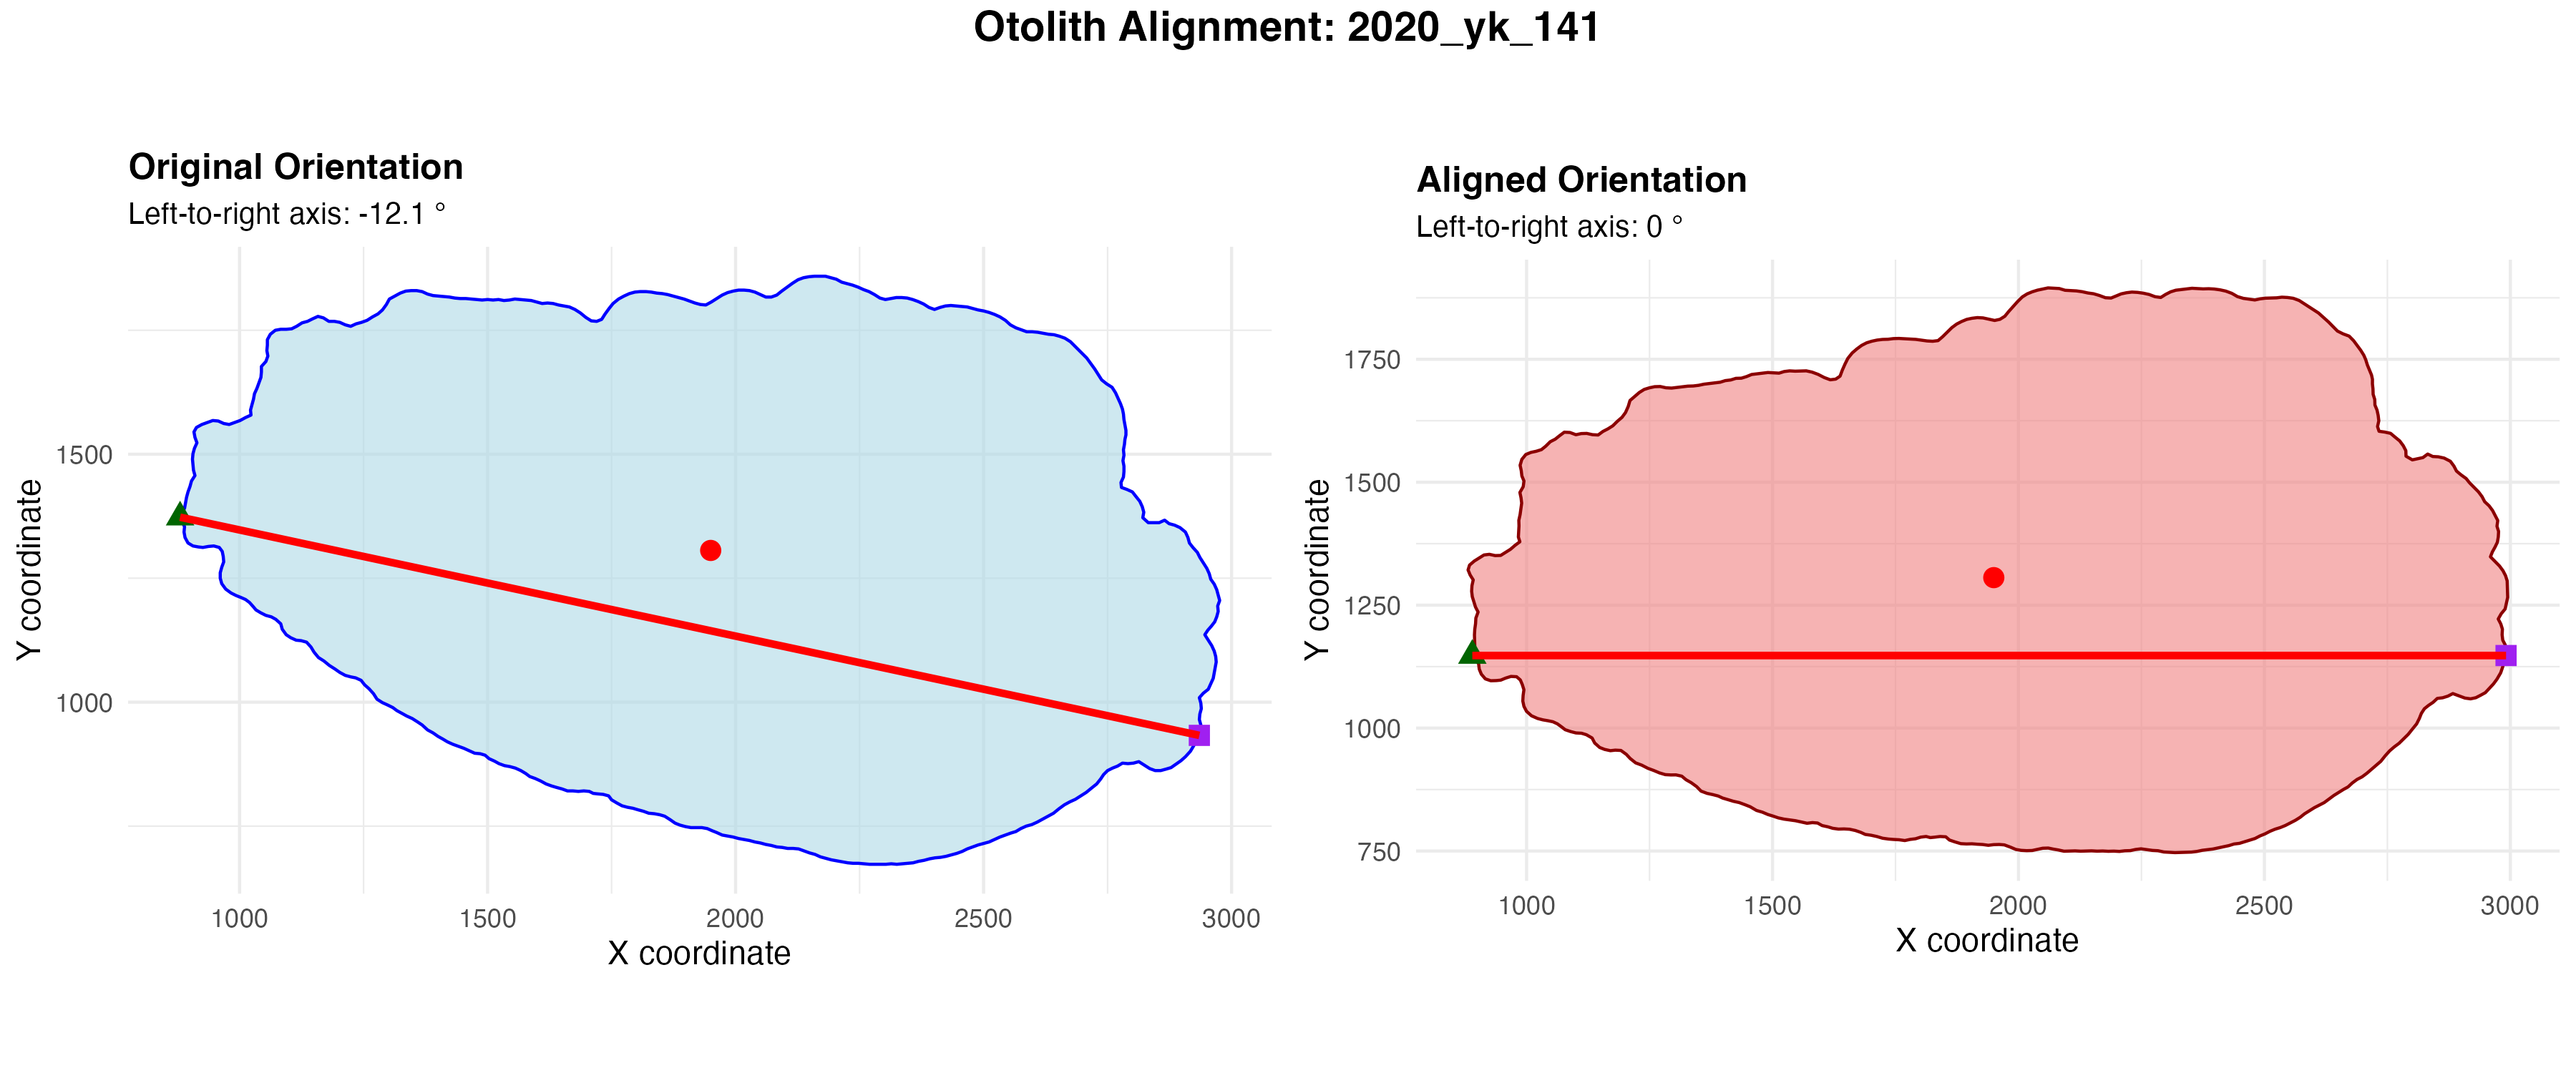 Otolith Alignment: 2020_yk_141
Original Orientation
Left-to-right axis: -12.1 °
Y coordinate
1500
1000
1000 1500 2000 2500 3000
X coordinate
Aligned Orientation
Left-to-right axis: 0 °
Y coordinate
1750
1500
1250
1000
750
1000 1500 2000 2500 3000
X coordinate